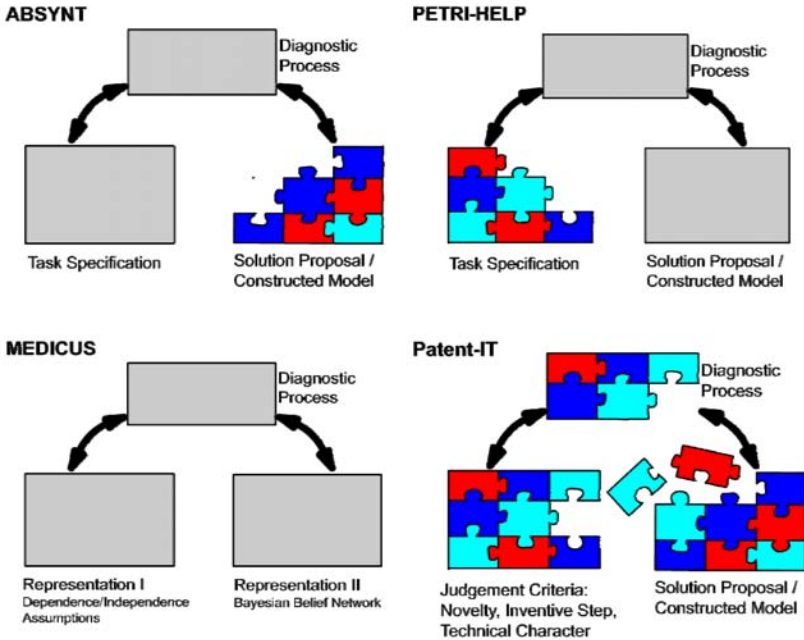 ABSYNT
Diagnostic
Process
Task Specification
Solution Proposal /
Constructed Model
PETRI-HELP
Diagnostic
Process
Task Specification
Solution Proposal /
Constructed Model
MEDICUS
Diagnostic
Process
Representation I
Dependence/Independence
Assumptions
Representation II
Bayesian Belief Network
Patent-IT
Diagnostic
Process
Judgement Criteria:
Novelty, Inventive Step,
Technical Character
Solution Proposal /
Constructed Model